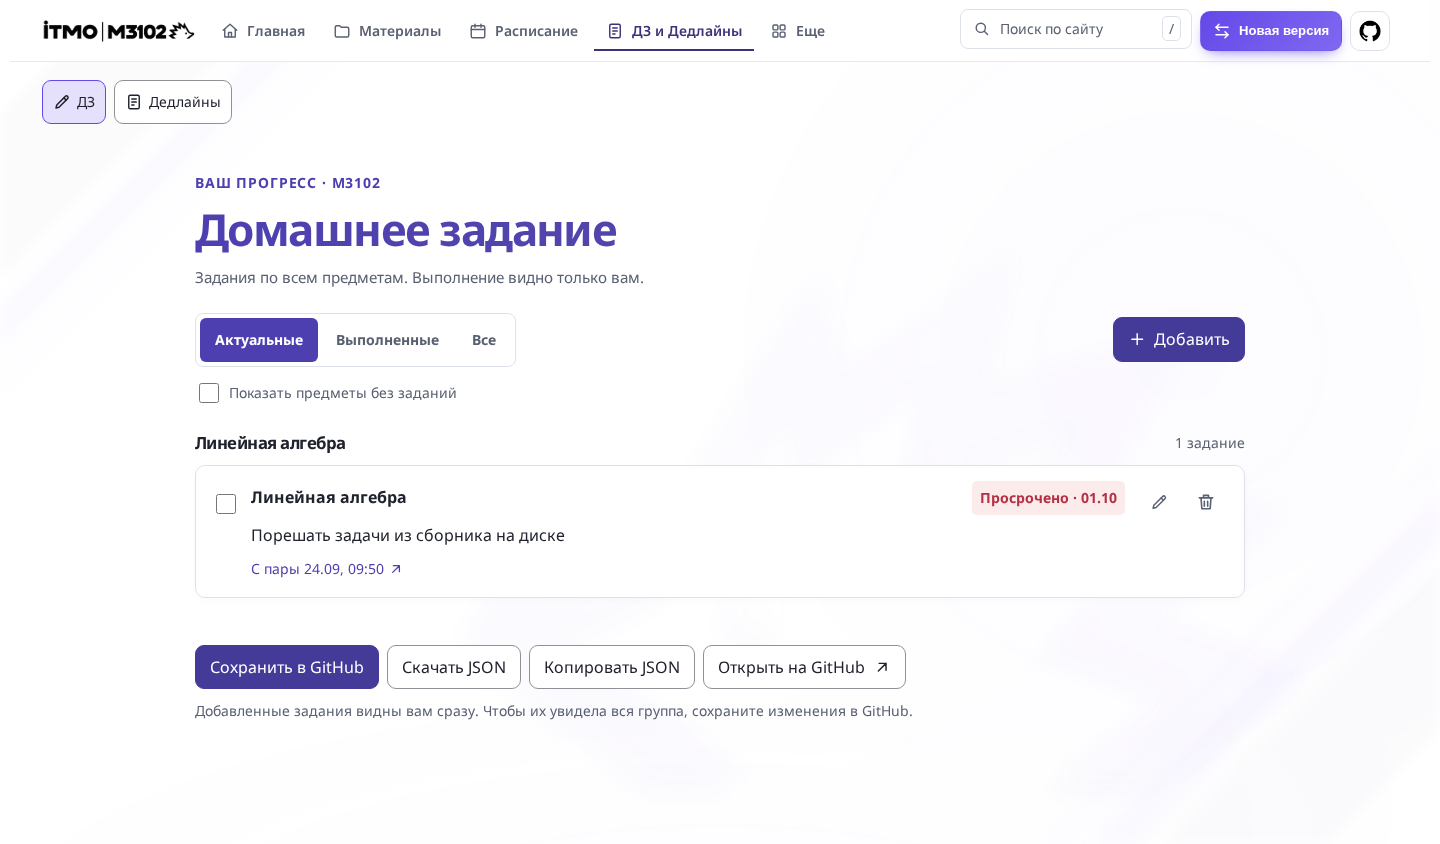 iTMO | M3102
Главная
Материалы
Расписание
ДЗ и Дедлайны
Еще
Поиск по сайту
/
Новая версия
ДЗ
Дедлайны
ВАШ ПРОГРЕСС · М3102
Домашнее задание
Задания по всем предметам. Выполнение видно только вам.
Актуальные
Выполненные
Все
Добавить
Показать предметы без заданий
Линейная алгебра
1 задание
Линейная алгебра
Просрочено · 01.10
Порешать задачи из сборника на диске
С пары 24.09, 09:50
Сохранить в GitHub
Скачать JSON
Копировать JSON
Открыть на GitHub
Добавленные задания видны вам сразу. Чтобы их увидела вся группа, сохраните изменения в GitHub.